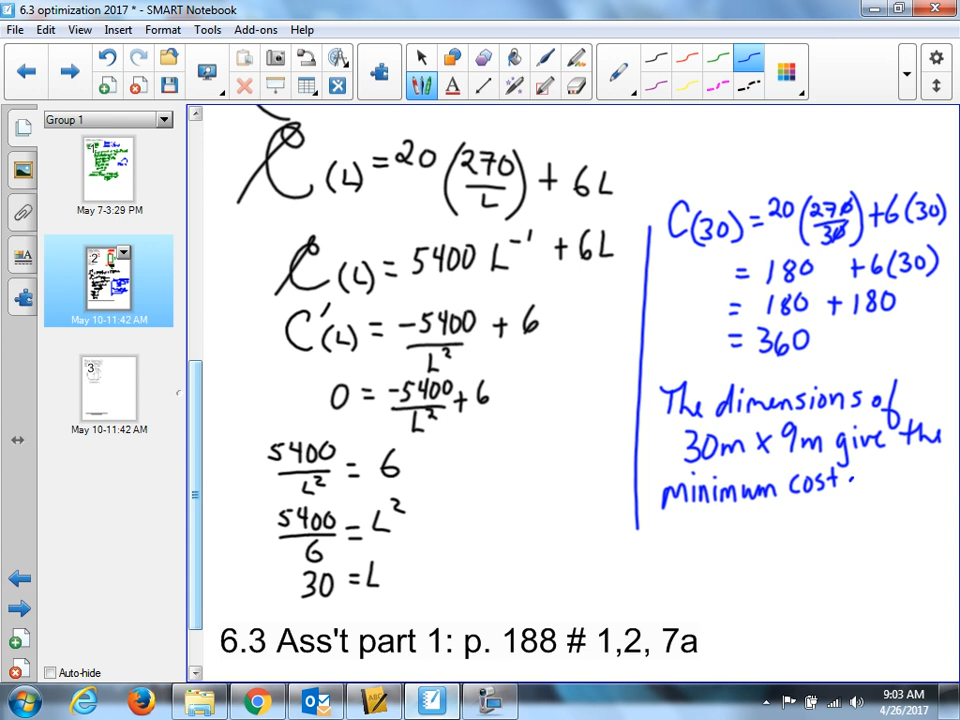 6.3 optimization 2017 * - SMART Notebook
File Edit View Insert Format Tools Add-ons Help
Group 1
May 7-3:29 PM
2
May 10-11:42 AM
3
May 10-11:42 AM
Auto-hide
C(L) = 20 (270/L) + 6L
C(L) = 5400 L⁻¹ + 6L
C'(L) = -5400/L² + 6
0 = -5400/L² + 6
5400/L² = 6
5400/6 = L²
30 = L
C(30) = 20 (270/30) + 6(30)
= 180 + 6(30)
= 180 + 180
= 360
The dimensions of
30m x 9m give the
minimum cost.
6.3 Ass't part 1: p. 188 # 1,2, 7a
9:03 AM
4/26/2017